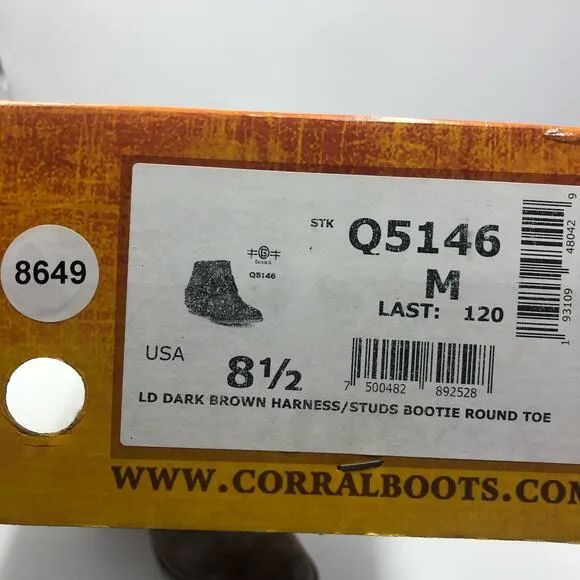 8649
STK Q5146
M
LAST: 120
G
Q5146
USA 8½
7 500482 892528
1 93109 48042 9
LD DARK BROWN HARNESS/STUDS BOOTIE ROUND TOE
WWW.CORRALBOOTS.COM